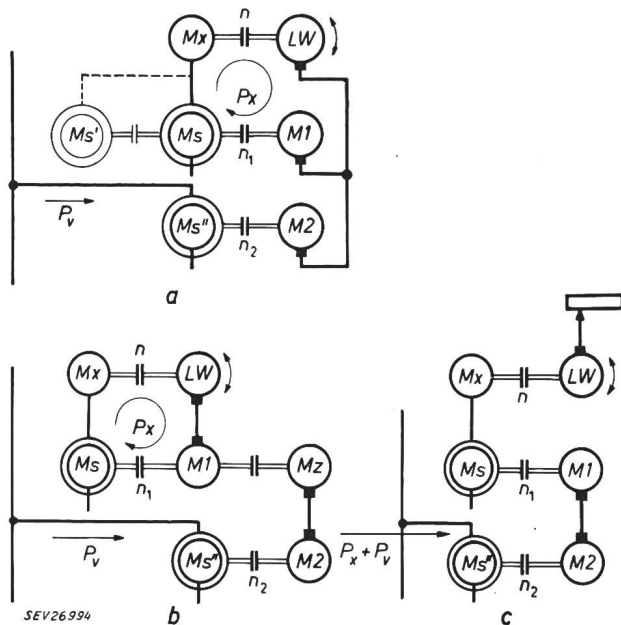 n
Mx
LW
Px
Ms'
Ms
M1
n1
Pv
Ms"
M2
n2
a
n
Mx
LW
Px
Ms
M1
Mz
n1
Pv
Ms"
M2
n2
b
Px + Pv
Mx
LW
n
Ms
M1
n1
Ms"
M2
n2
c
SEV26994